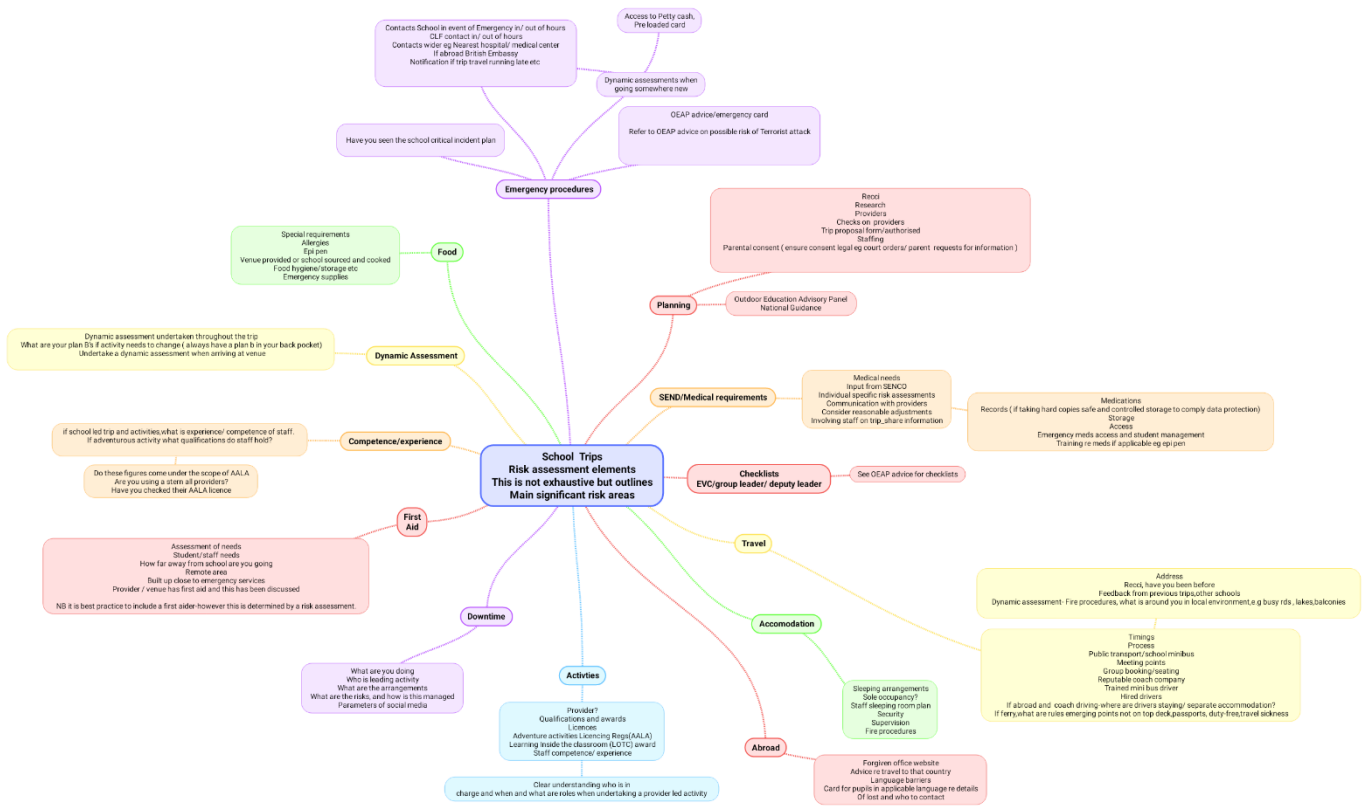 Contacts School in event of Emergency in/ out of hours
CLF contact in/ out of hours
Contacts wider eg Nearest hospital/ medical center
If abroad British Embassy
Notification if trip travel running late etc
Access to Petty cash,
Pre loaded card
Dynamic assessments when
going somewhere new
Have you seen the school critical incident plan
OEAP advice/emergency card
Refer to OEAP advice on possible risk of Terrorist attack
Emergency procedures
Special requirements
Allergies
Epi pen
Venue provided or school sourced and cooked
Food hygiene/storage etc
Emergency supplies
Food
Recci
Research
Providers
Checks on providers
Trip proposal form/authorised
Staffing
Parental consent ( ensure consent legal eg court orders/ parent requests for information )
Planning
Outdoor Education Advisory Panel
National Guidance
Dynamic assessment undertaken throughout the trip
What are your plan B's if activity needs to change ( always have a plan b in your back pocket)
Undertake a dynamic assessment when arriving at venue
Dynamic Assessment
SEND/Medical requirements
Medical needs
Input from SENCO
Individual specific risk assessments
Communication with providers
Consider reasonable adjustments
Involving staff on trip_share information
Medications
Records ( if taking hard copies safe and controlled storage to comply data protection)
Storage
Access
Emergency meds access and student management
Training re meds if applicable eg epi pen
if school led trip and activities,what is experience/ competence of staff.
If adventurous activity what qualifications do staff hold?
Competence/experience
Do these figures come under the scope of AALA
Are you using a stem all providers?
Have you checked their AALA licence
School Trips
Risk assessment elements
This is not exhaustive but outlines
Main significant risk areas
Checklists
EVC/group leader/ deputy leader
See OEAP advice for checklists
First
Aid
Assessment of needs
Student/staff needs
How far away from school are you going
Remote area
Built up close to emergency services
Provider / venue has first aid and this has been discussed
NB it is best practice to include a first aider-however this is determined by a risk assessment.
Travel
Address
Recci, have you been before
Feedback from previous trips,other schools
Dynamic assessment- Fire procedures, what is around you in local environment,e.g busy rds , lakes,balconies
Timings
Process
Public transport/school minibus
Meeting points
Group booking/seating
Reputable coach company
Trained mini bus driver
Hired drivers
If abroad and coach driving-where are drivers staying/ separate accommodation?
If ferry,what are rules emerging points not on top deck,passports, duty-free,travel sickness
Downtime
What are you doing
Who is leading activity
What are the arrangements
What are the risks, and how is this managed
Parameters of social media
Accomodation
Sleeping arrangements
Sole occupancy?
Staff sleeping room plan
Security
Supervision
Fire procedures
Activties
Provider?
Qualifications and awards
Licences
Adventure activities Licencing Regs(AALA)
Learning Inside the classroom (LOTC) award
Staff competence/ experience
Clear understanding who is in
charge and when and what are roles when undertaking a provider led activity
Abroad
Forgiven office website
Advice re travel to that country
Language barriers
Card for pupils in applicable language re details
Of lost and who to contact